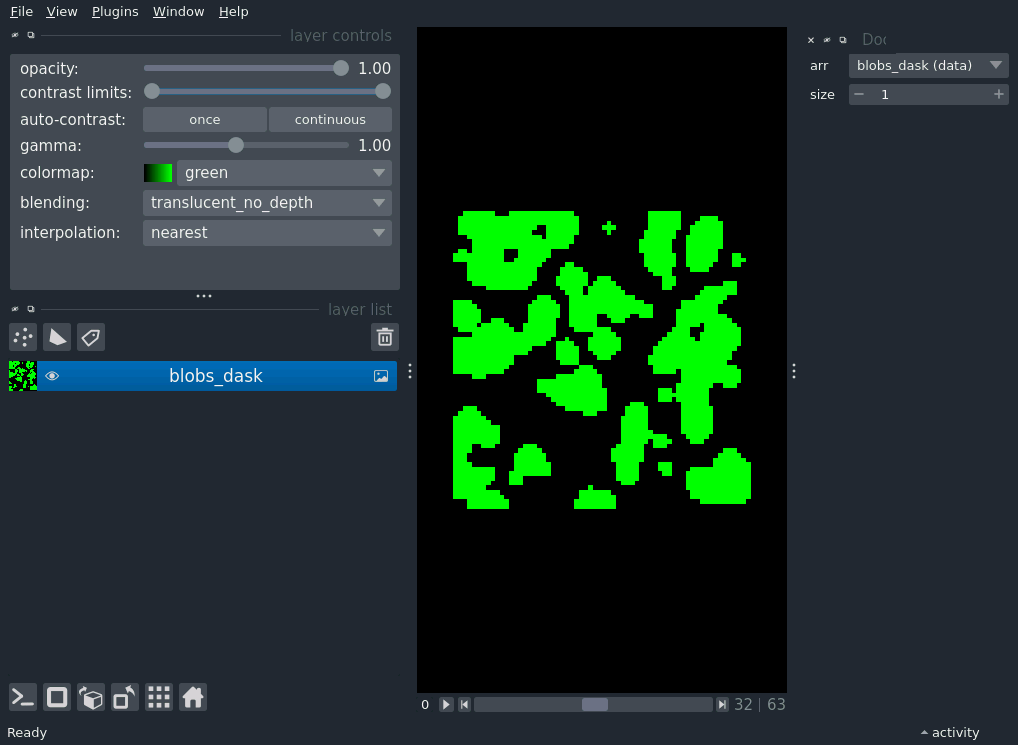 File View Plugins Window Help
layer controls
opacity: 1.00
contrast limits:
auto-contrast: once continuous
gamma: 1.00
colormap: green
blending: translucent_no_depth
interpolation: nearest
layer list
blobs_dask
arr blobs_dask (data)
size 1
0 32 | 63
Ready activity